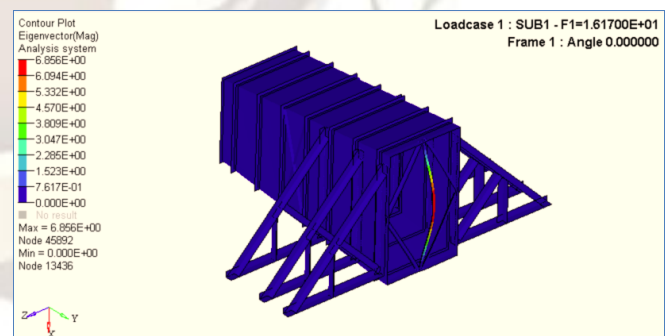 Contour Plot
Eigenvector(Mag)
Analysis system
6.856E+00
6.094E+00
5.332E+00
4.570E+00
3.809E+00
3.047E+00
2.285E+00
1.523E+00
7.617E-01
0.000E+00
No result
Max = 6.856E+00
Node 45892
Min = 0.000E+00
Node 13436
Loadcase 1 : SUB1 - F1=1.61700E+01
Frame 1 : Angle 0.000000
Z
Y
X